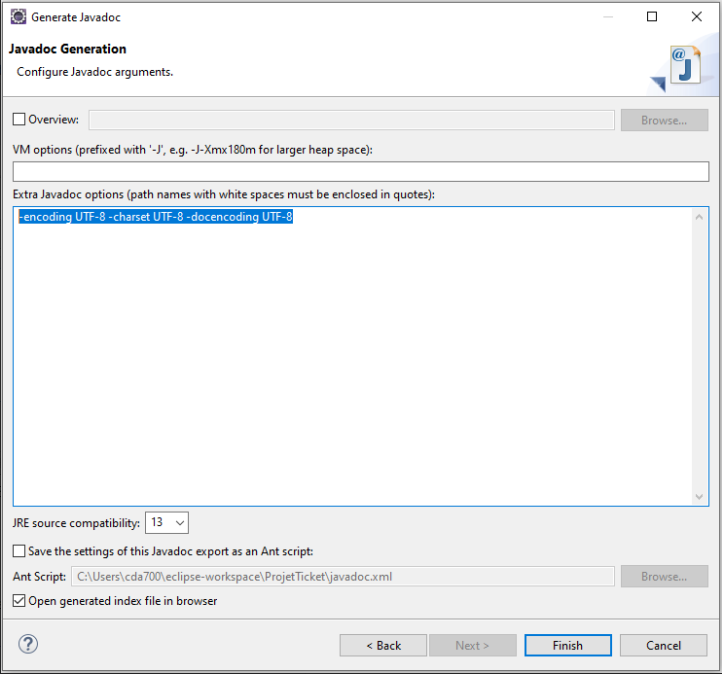 Generate Javadoc
Javadoc Generation
Configure Javadoc arguments.
@J
Overview:
Browse...
VM options (prefixed with '-J', e.g. -J-Xmx180m for larger heap space):
Extra Javadoc options (path names with white spaces must be enclosed in quotes):
-encoding UTF-8 -charset UTF-8 -docencoding UTF-8
JRE source compatibility: 13
Save the settings of this Javadoc export as an Ant script:
Ant Script: C:\Users\cda700\eclipse-workspace\ProjetTicket\javadoc.xml Browse...
Open generated index file in browser
? < Back Next > Finish Cancel